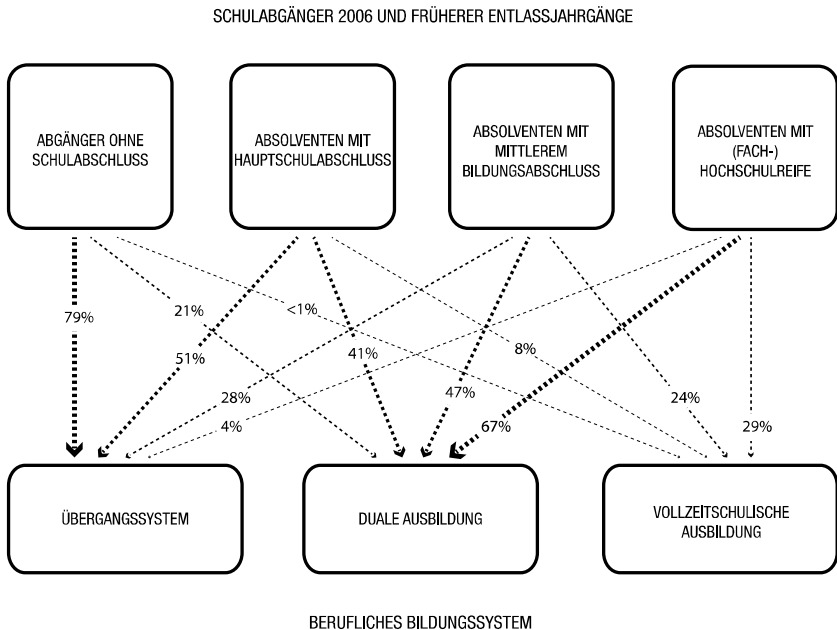 SCHULABGÄNGER 2006 UND FRÜHERER ENTLASSJAHRGÄNGE
ABGÄNGER OHNE
SCHULABSCHLUSS
ABSOLVENTEN MIT
HAUPTSCHULABSCHLUSS
ABSOLVENTEN MIT
MITTLEREM
BILDUNGSABSCHLUSS
ABSOLVENTEN MIT
(FACH-)
HOCHSCHULREIFE
79%
21%
<1%
51%
41%
8%
28%
47%
24%
4%
67%
29%
ÜBERGANGSSYSTEM
DUALE AUSBILDUNG
VOLLZEITSCHULISCHE
AUSBILDUNG
BERUFLICHES BILDUNGSSYSTEM